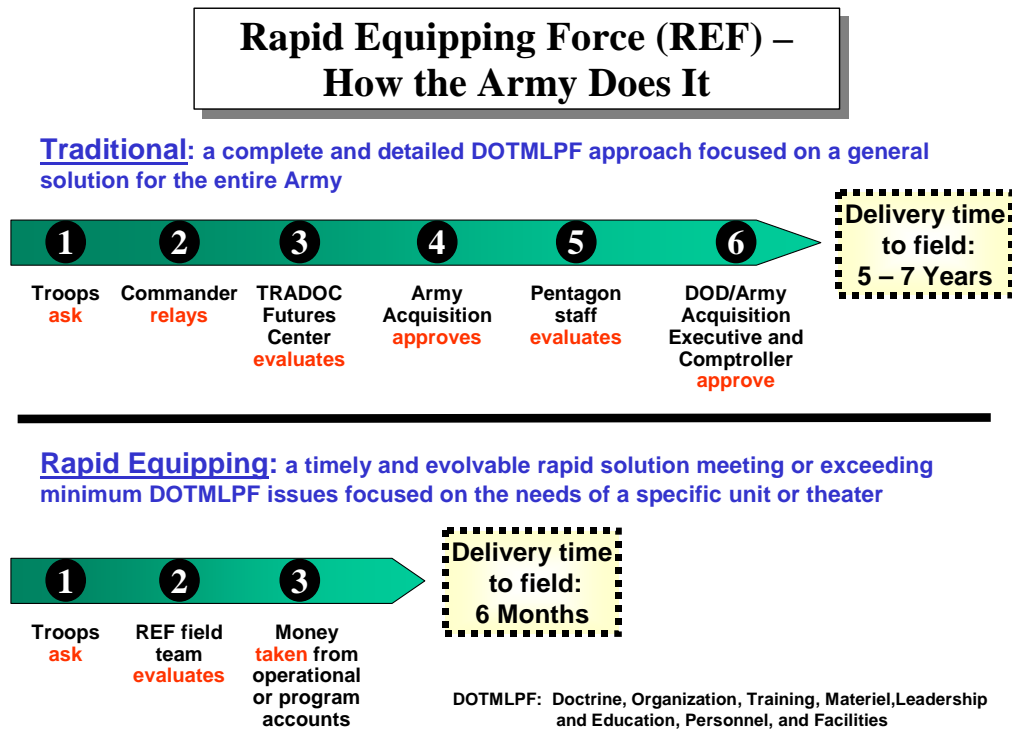 Rapid Equipping Force (REF) –
How the Army Does It
Traditional: a complete and detailed DOTMLPF approach focused on a general
solution for the entire Army
1
2
3
4
5
6
Delivery time
to field:
5 – 7 Years
Troops
ask
Commander
relays
TRADOC
Futures
Center
evaluates
Army
Acquisition
approves
Pentagon
staff
evaluates
DOD/Army
Acquisition
Executive and
Comptroller
approve
Rapid Equipping: a timely and evolvable rapid solution meeting or exceeding
minimum DOTMLPF issues focused on the needs of a specific unit or theater
1
2
3
Delivery time
to field:
6 Months
Troops
ask
REF field
team
evaluates
Money
taken from
operational
or program
accounts
DOTMLPF: Doctrine, Organization, Training, Materiel,Leadership
and Education, Personnel, and Facilities